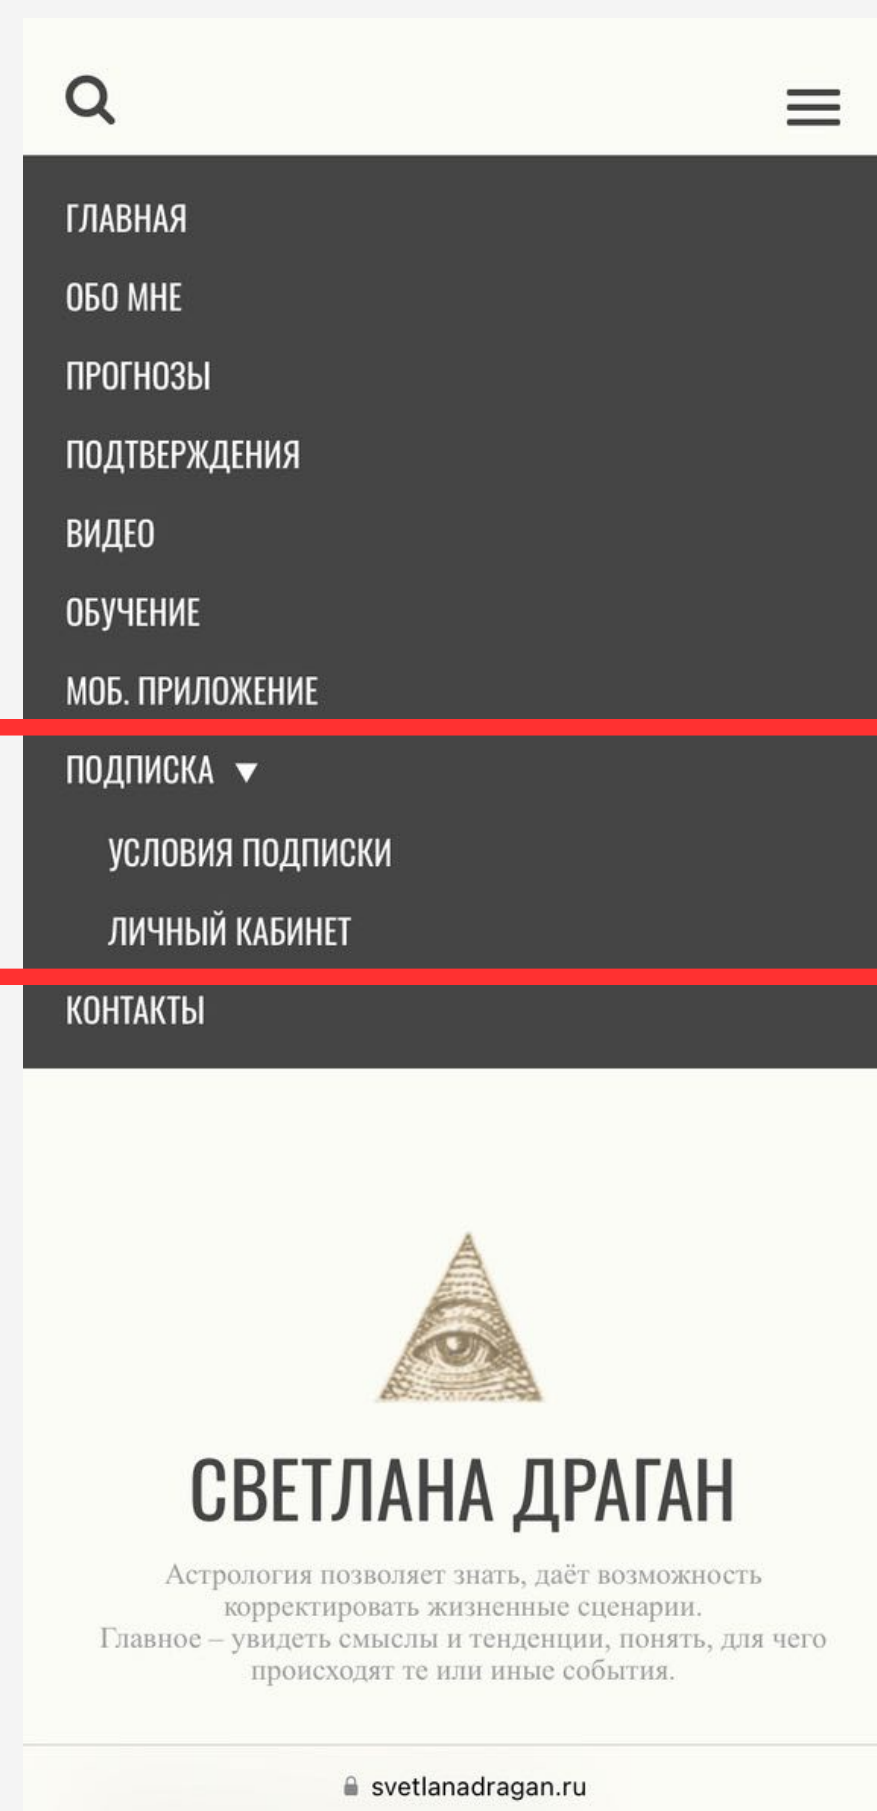 ГЛАВНАЯ
ОБО МНЕ
ПРОГНОЗЫ
ПОДТВЕРЖДЕНИЯ
ВИДЕО
ОБУЧЕНИЕ
МОБ. ПРИЛОЖЕНИЕ
ПОДПИСКА ▼
УСЛОВИЯ ПОДПИСКИ
ЛИЧНЫЙ КАБИНЕТ
КОНТАКТЫ
СВЕТЛАНА ДРАГАН
Астрология позволяет знать, даёт возможность
корректировать жизненные сценарии.
Главное – увидеть смыслы и тенденции, понять, для чего
происходят те или иные события.
svetlanadragan.ru